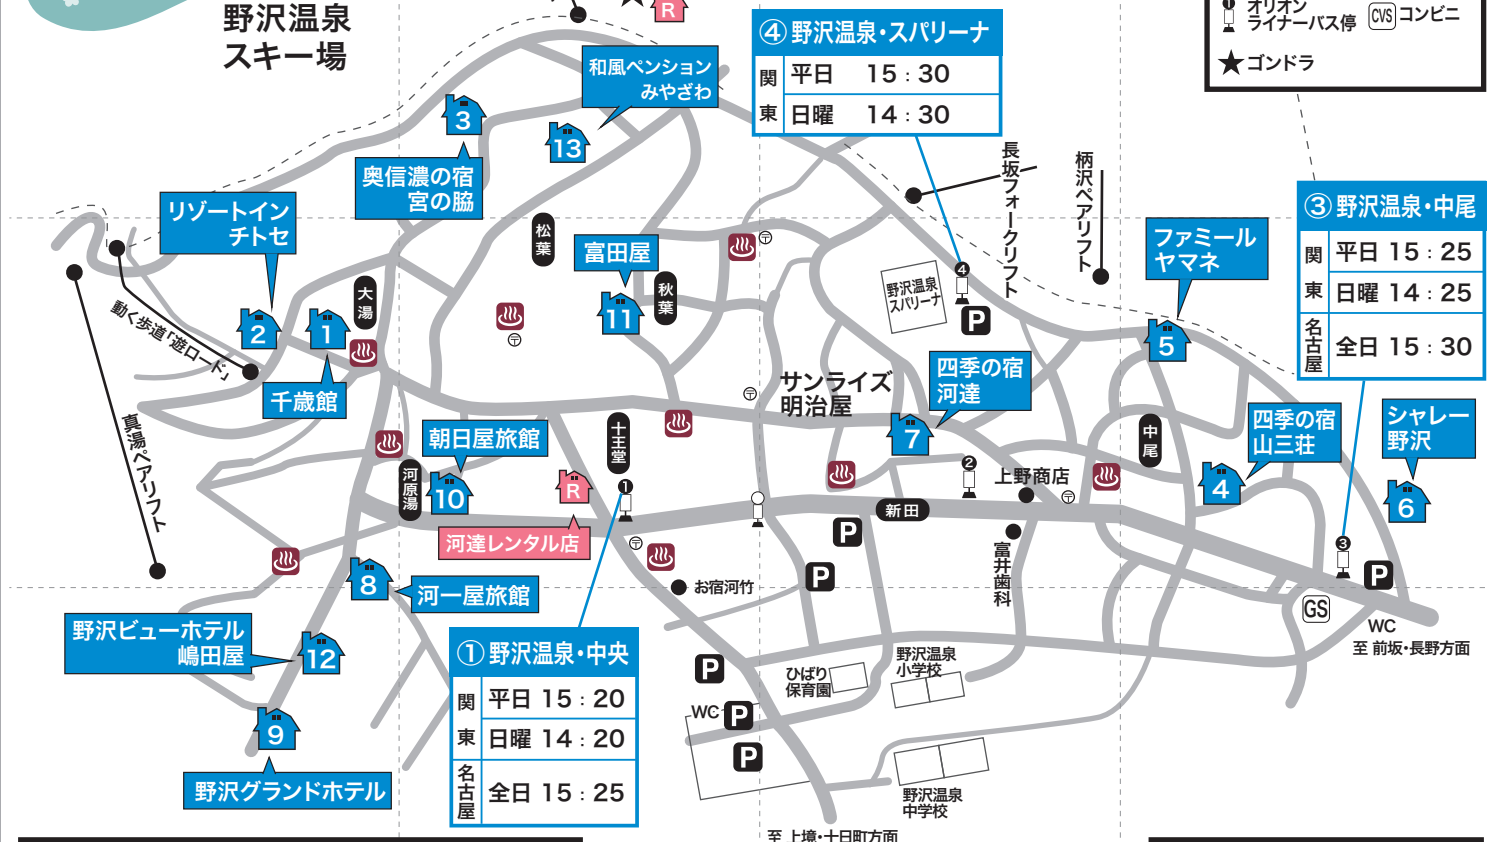 野沢温泉
スキー場
R
オリオン
ライナーバス停
CVS コンビニ
ゴンドラ
④ 野沢温泉・スパリーナ
関東
平日 15:30
日曜 14:30
和風ペンション
みやざわ
13
3
奥信濃の宿
宮の脇
リゾートイン
チトセ
2
1
千歳館
大湯
松葉
富田屋
11
秋葉
動く歩道「遊ロード」
真湯ペアリフト
長坂フォークリフト
柄沢ペアリフト
野沢温泉
スパリーナ
4
P
ファミール
ヤマネ
5
③ 野沢温泉・中尾
関東
平日 15:25
日曜 14:25
名古屋
全日 15:30
サンライズ
明治屋
四季の宿
河達
7
朝日屋旅館
10
河原湯
十王堂
1
R
河達レンタル店
2
上野商店
新田
中尾
四季の宿
山三荘
4
シャレー
野沢
6
3
P
P
P
富井歯科
GS
WC
至 前坂・長野方面
8
河一屋旅館
お宿河竹
野沢ビューホテル
嶋田屋
12
9
野沢グランドホテル
① 野沢温泉・中央
関東
平日 15:20
日曜 14:20
名古屋
全日 15:25
P
WC
P
P
ひばり
保育園
野沢温泉
小学校
野沢温泉
中学校
至 上境・十日町方面